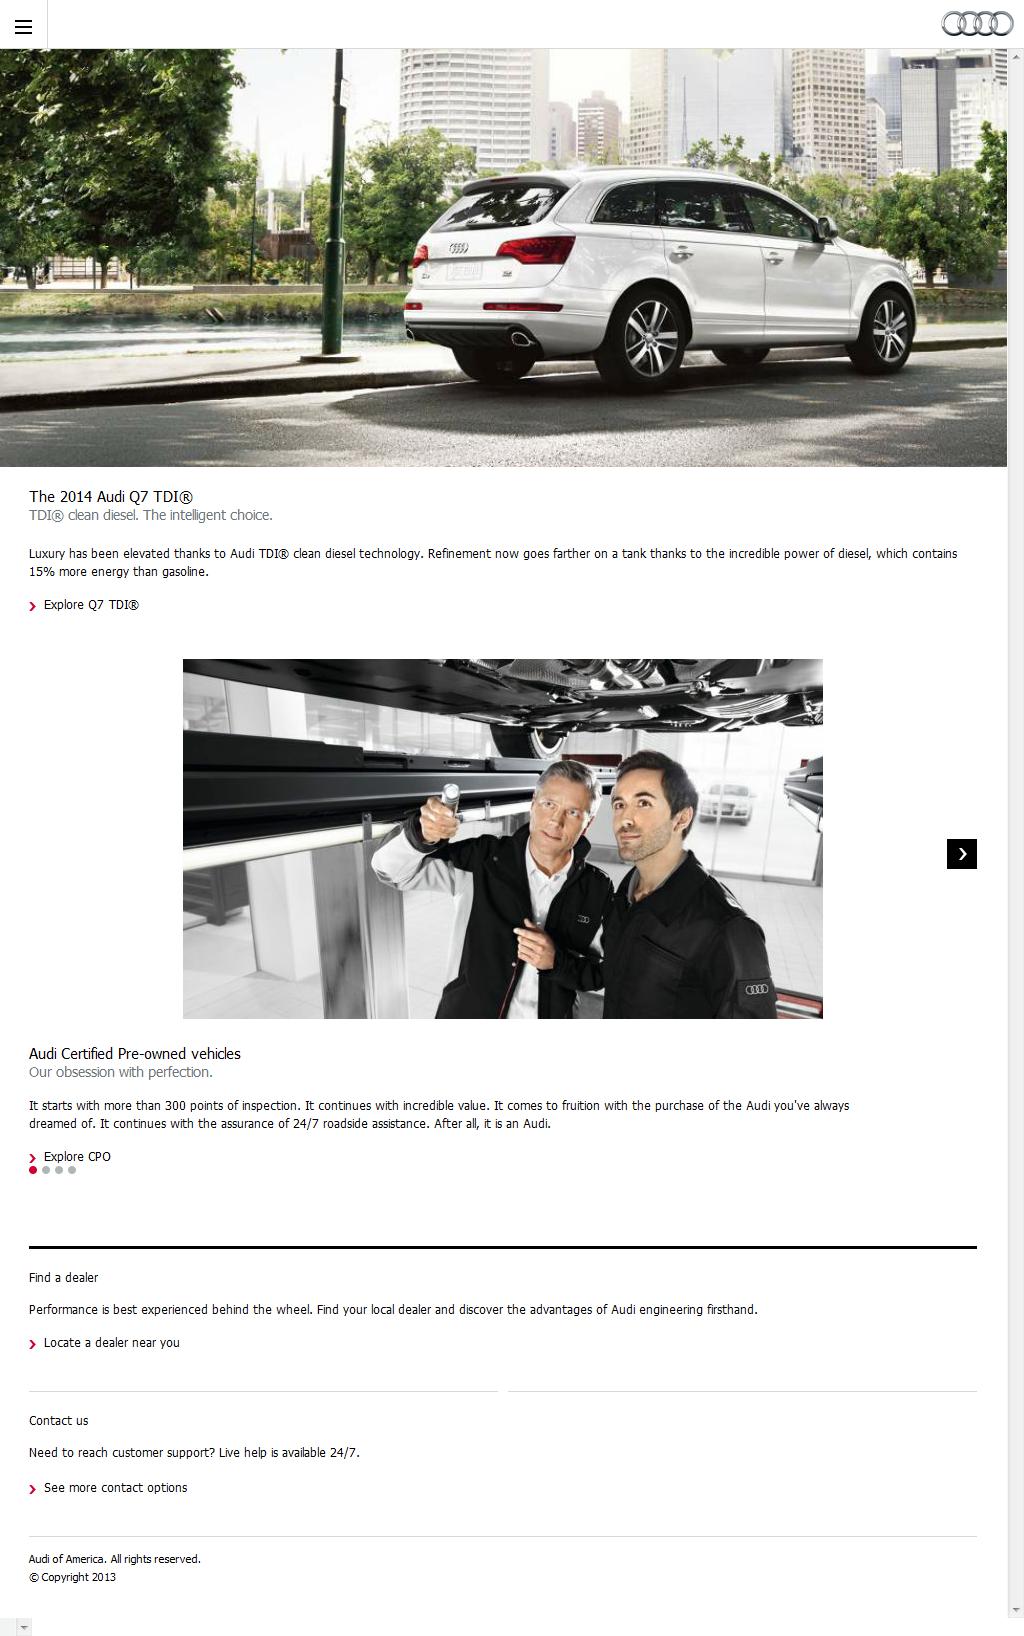 The 2014 Audi Q7 TDI®
TDI® clean diesel. The intelligent choice.
Luxury has been elevated thanks to Audi TDI® clean diesel technology. Refinement now goes farther on a tank thanks to the incredible power of diesel, which contains
15% more energy than gasoline.
Explore Q7 TDI®
Audi Certified Pre-owned vehicles
Our obsession with perfection.
It starts with more than 300 points of inspection. It continues with incredible value. It comes to fruition with the purchase of the Audi you've always
dreamed of. It continues with the assurance of 24/7 roadside assistance. After all, it is an Audi.
Explore CPO
Find a dealer
Performance is best experienced behind the wheel. Find your local dealer and discover the advantages of Audi engineering firsthand.
Locate a dealer near you
Contact us
Need to reach customer support? Live help is available 24/7.
See more contact options
Audi of America. All rights reserved.
© Copyright 2013